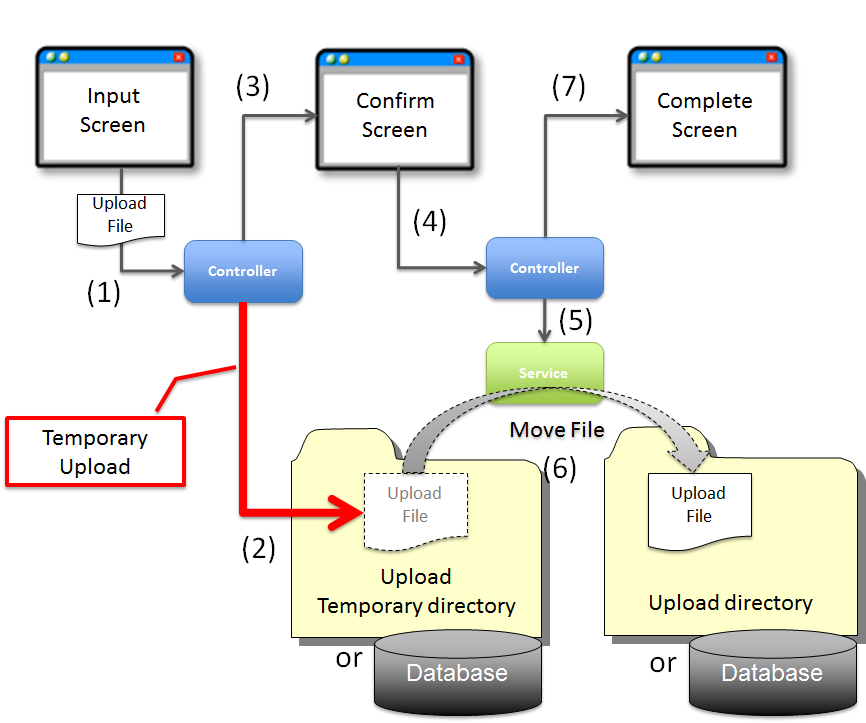 Input
Screen
(3)
Confirm
Screen
(7)
Complete
Screen
Upload
File
(1)
Controller
(4)
Controller
(5)
Service
Temporary
Upload
Move File
(6)
Upload
File
Upload
File
(2)
Upload
Temporary directory
Upload directory
or
Database
or
Database